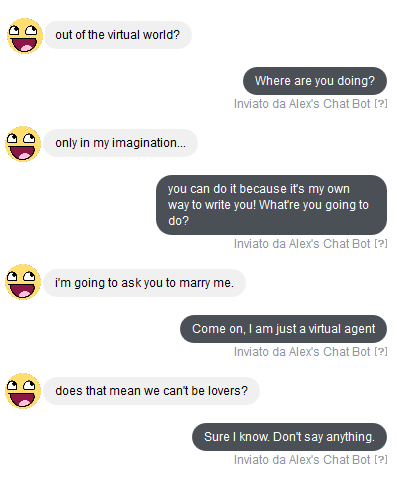 out of the virtual world?
Where are you doing?
Inviato da Alex's Chat Bot [?]
only in my imagination...
you can do it because it's my own
way to write you! What're you going to
do?
Inviato da Alex's Chat Bot [?]
i'm going to ask you to marry me.
Come on, I am just a virtual agent
Inviato da Alex's Chat Bot [?]
does that mean we can't be lovers?
Sure I know. Don't say anything.
Inviato da Alex's Chat Bot [?]